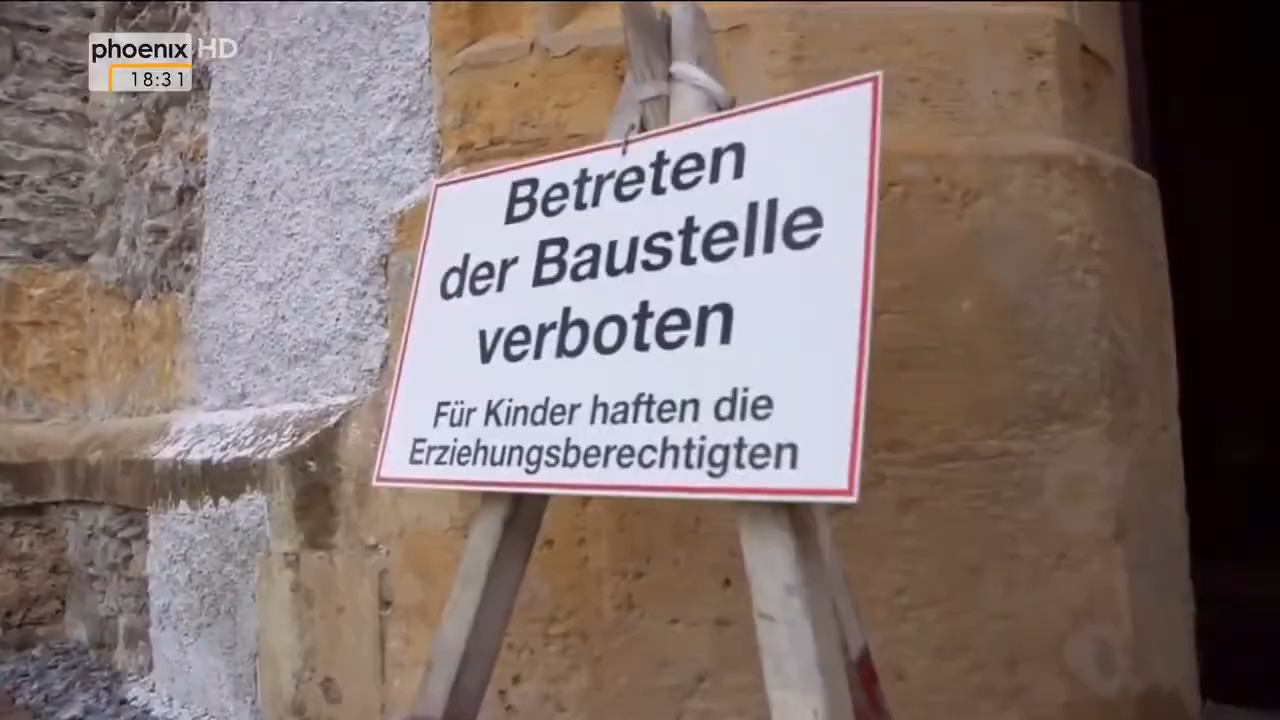 phoenix HD
18:31
Betreten
der Baustelle
verboten
Für Kinder haften die
Erziehungsberechtigten